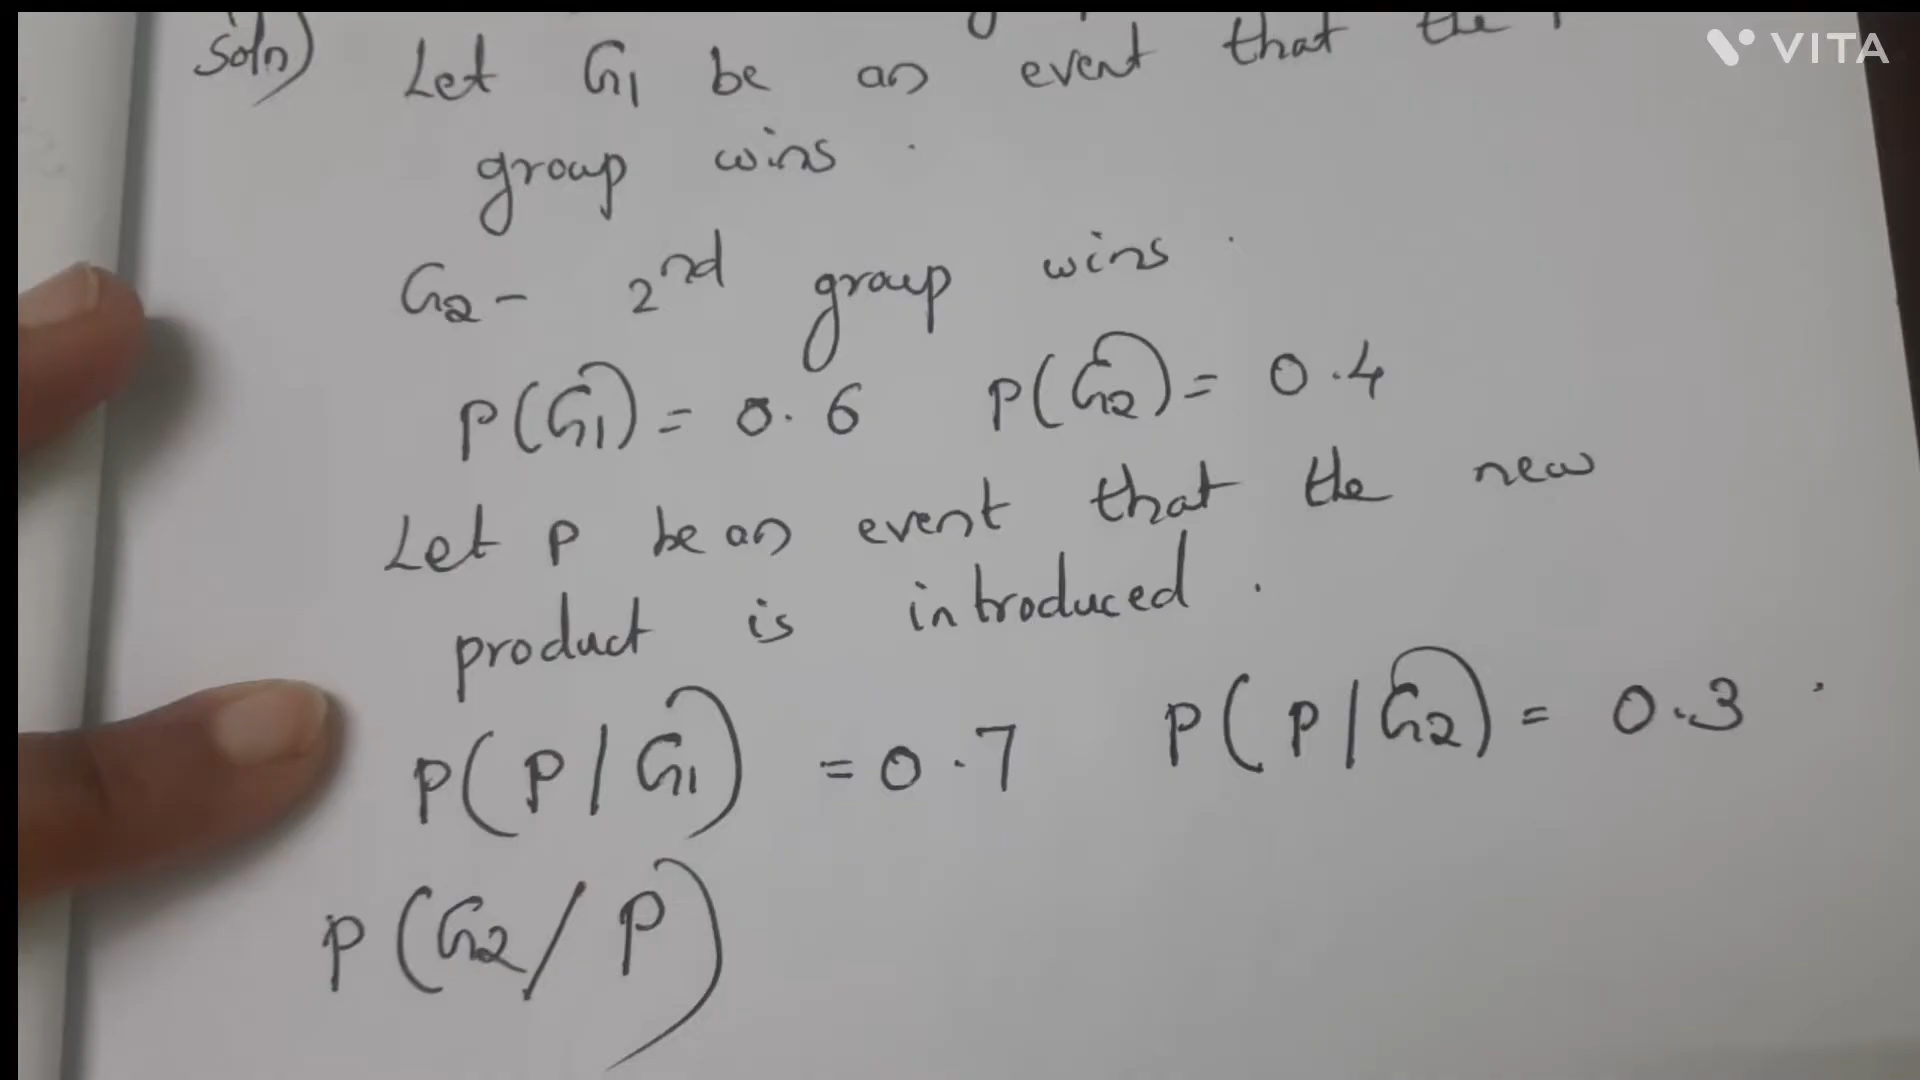 Soln) Let G1 be an event that the
VITA
group wins.
G2 - 2nd group wins.
P(G1) = 0.6 P(G2) = 0.4
Let P be an event that the new
product is introduced.
P(P/G1) = 0.7 P(P/G2) = 0.3.
P(G2/P)